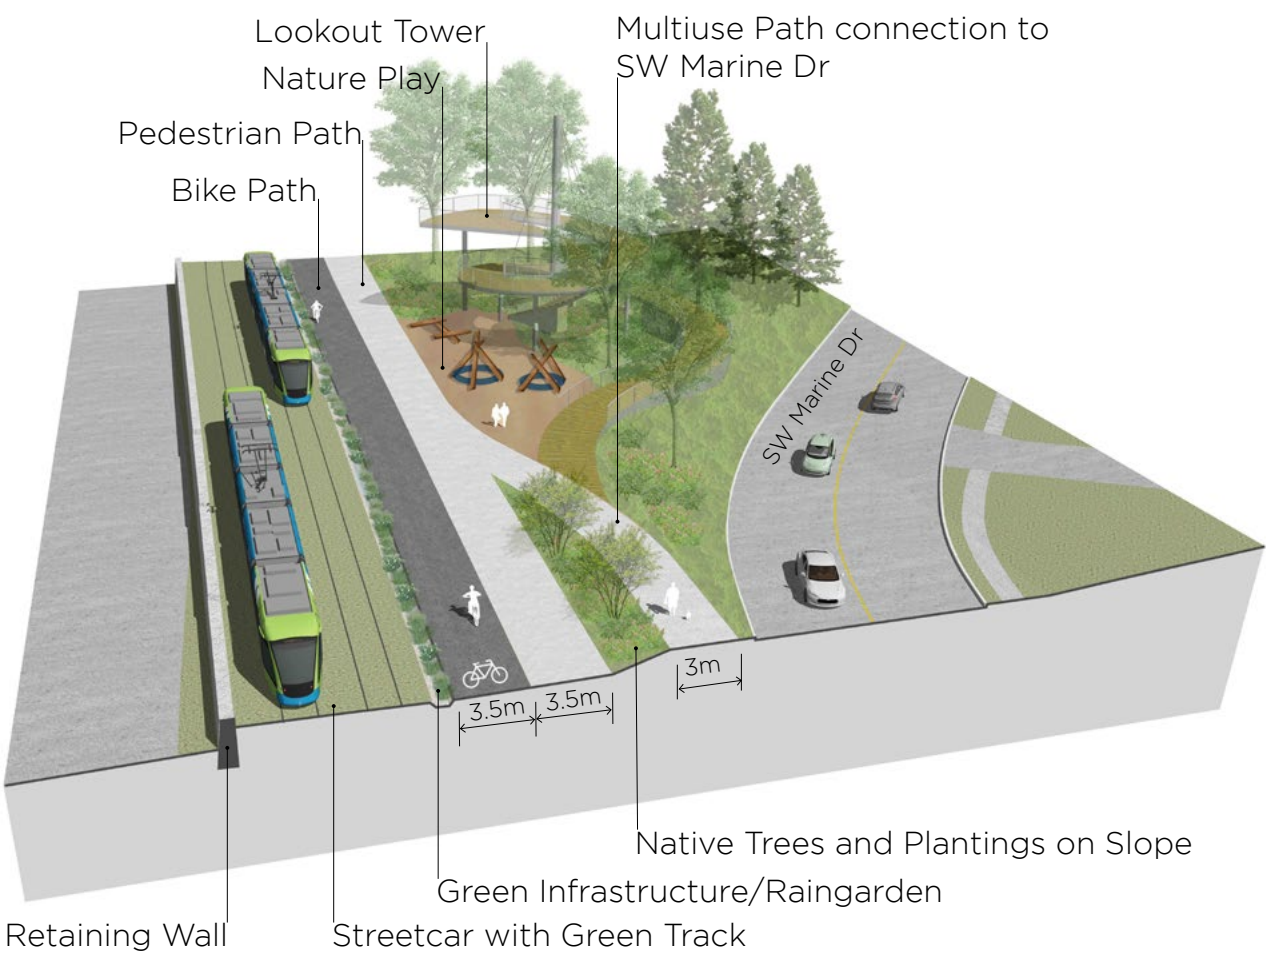 Lookout Tower
Nature Play
Pedestrian Path
Bike Path
Multiuse Path connection to
SW Marine Dr
SW Marine Dr
3.5m
3.5m
3m
Native Trees and Plantings on Slope
Green Infrastructure/Raingarden
Retaining Wall
Streetcar with Green Track